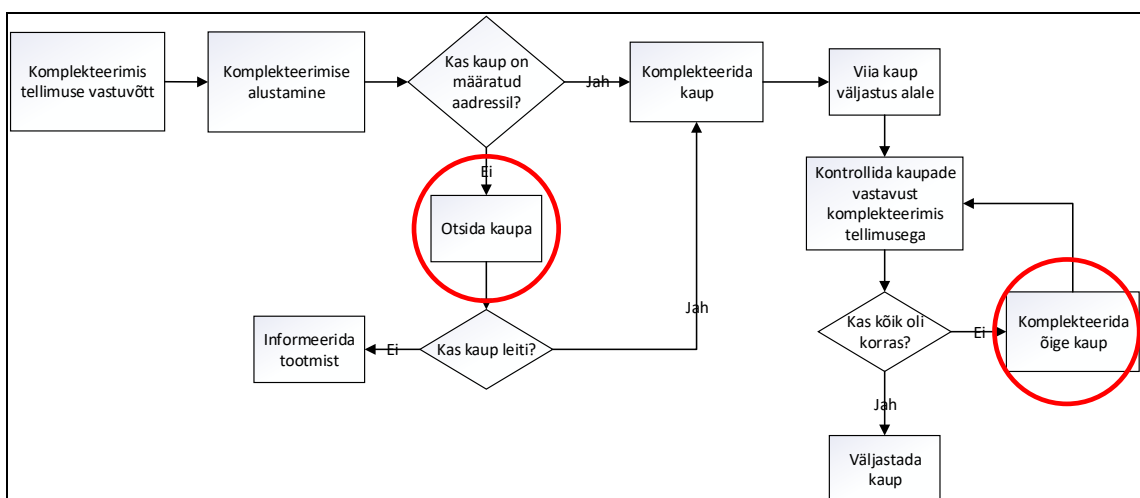 Komplekteerimis
tellimuse vastuvõtt
Komplekteerimise
alustamine
Kas kaup on
määratud
aadressil?
Jah
Komplekteerida
kaup
Viia kaup
väljastus alale
Ei
Otsida kaupa
Kontrollida kaupade
vastavust
komplekteerimis
tellimusega
Kas kaup leiti?
Ei
Informeerida
tootmist
Jah
Kas kõik oli
korras?
Ei
Komplekteerida
õige kaup
Jah
Väljastada
kaup